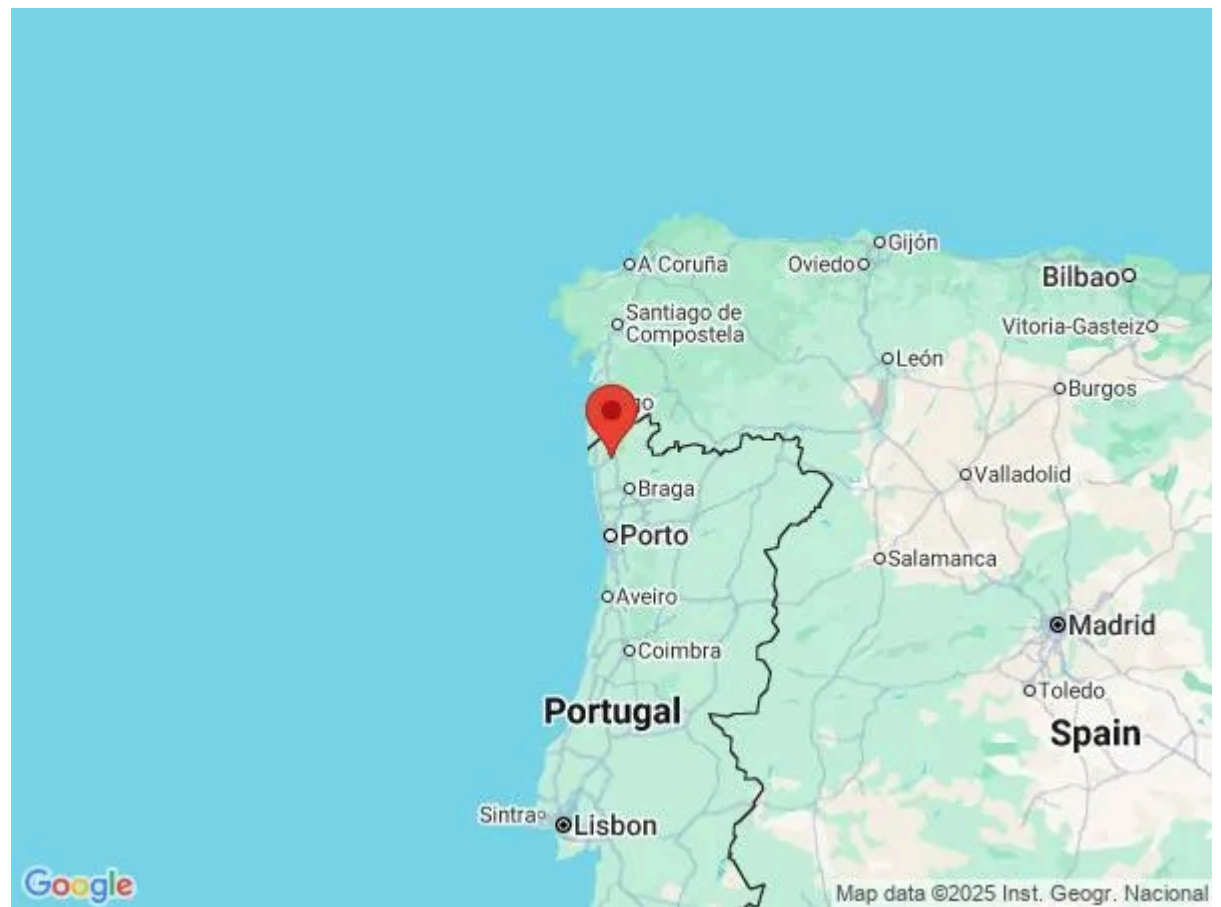 Gijón
A Coruña
Oviedo
Bilbao
Santiago de
Compostela
Vitoria-Gasteiz
León
Burgos
go
Valladolid
Braga
Porto
Salamanca
Aveiro
Madrid
Coimbra
Toledo
Portugal
Spain
Sintra
Lisbon
Google
Map data ©2025 Inst. Geogr. Nacional